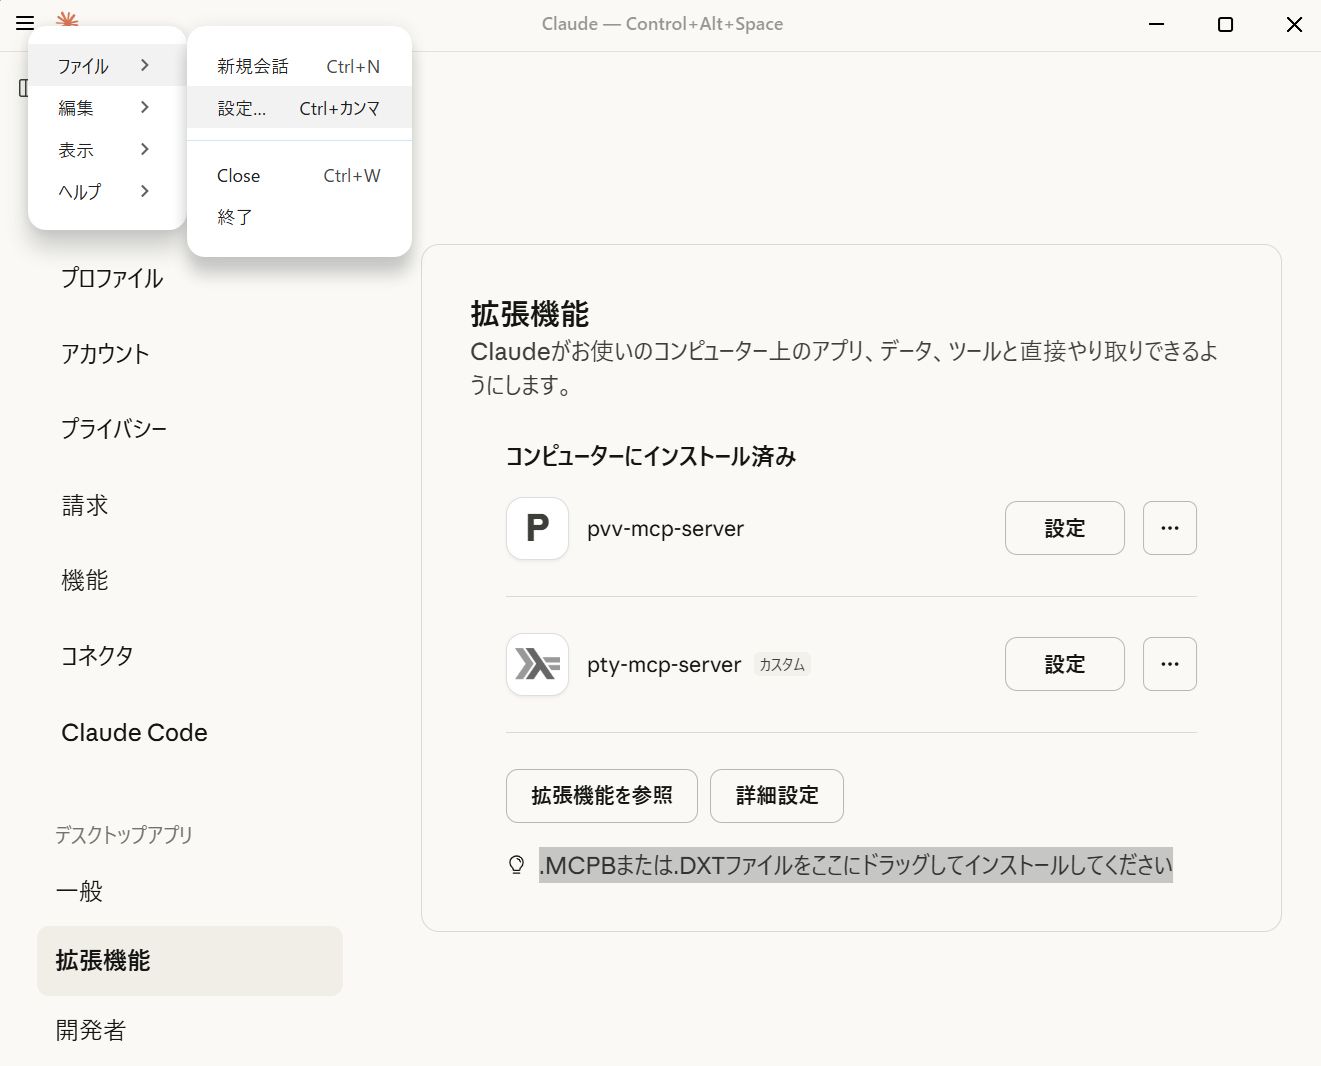 Claude — Control+Alt+Space
ファイル
編集
表示
ヘルプ
新規会話 Ctrl+N
設定... Ctrl+カンマ
Close Ctrl+W
終了
プロファイル
アカウント
プライバシー
請求
機能
コネクタ
Claude Code
デスクトップアプリ
一般
拡張機能
開発者
拡張機能
Claudeがお使いのコンピューター上のアプリ、データ、ツールと直接やり取りできるよ
うにします。
コンピューターにインストール済み
P
pvv-mcp-server
設定
...
pty-mcp-server カスタム
設定
...
拡張機能を参照
詳細設定
.MCPBまたは.DXTファイルをここにドラッグしてインストールしてください